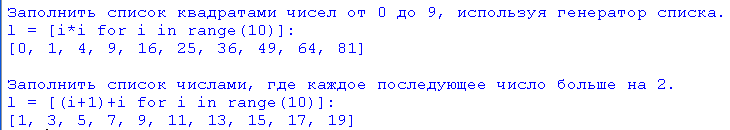 Заполнить список квадратами чисел от 0 до 9, используя генератор списка.
l = [i*i for i in range(10)]:
[0, 1, 4, 9, 16, 25, 36, 49, 64, 81]
Заполнить список числами, где каждое последующее число больше на 2.
l = [(i+1)+i for i in range(10)]:
[1, 3, 5, 7, 9, 11, 13, 15, 17, 19]